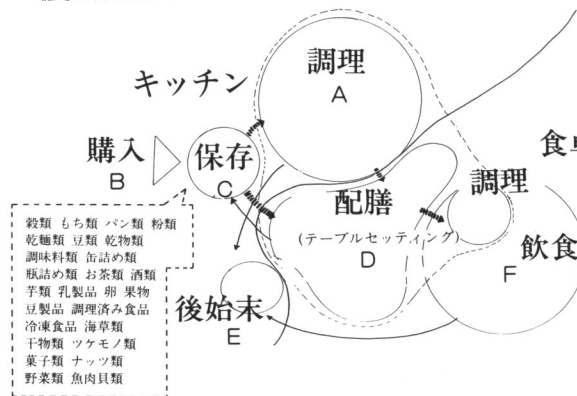 調理
A
キッチン
食卓
購入
B
保存
C
調理
配膳
(テーブルセッティング)
D
飲食
F
後始末
E
穀類 もち類 パン類 粉類
乾麺類 豆類 乾物類
調味料類 缶詰め類
瓶詰め類 お茶類 酒類
芋類 乳製品 卵 果物
豆製品 調理済み食品
冷凍食品 海草類
干物類 ツケモノ類
菓子類 ナッツ類
野菜類 魚肉貝類